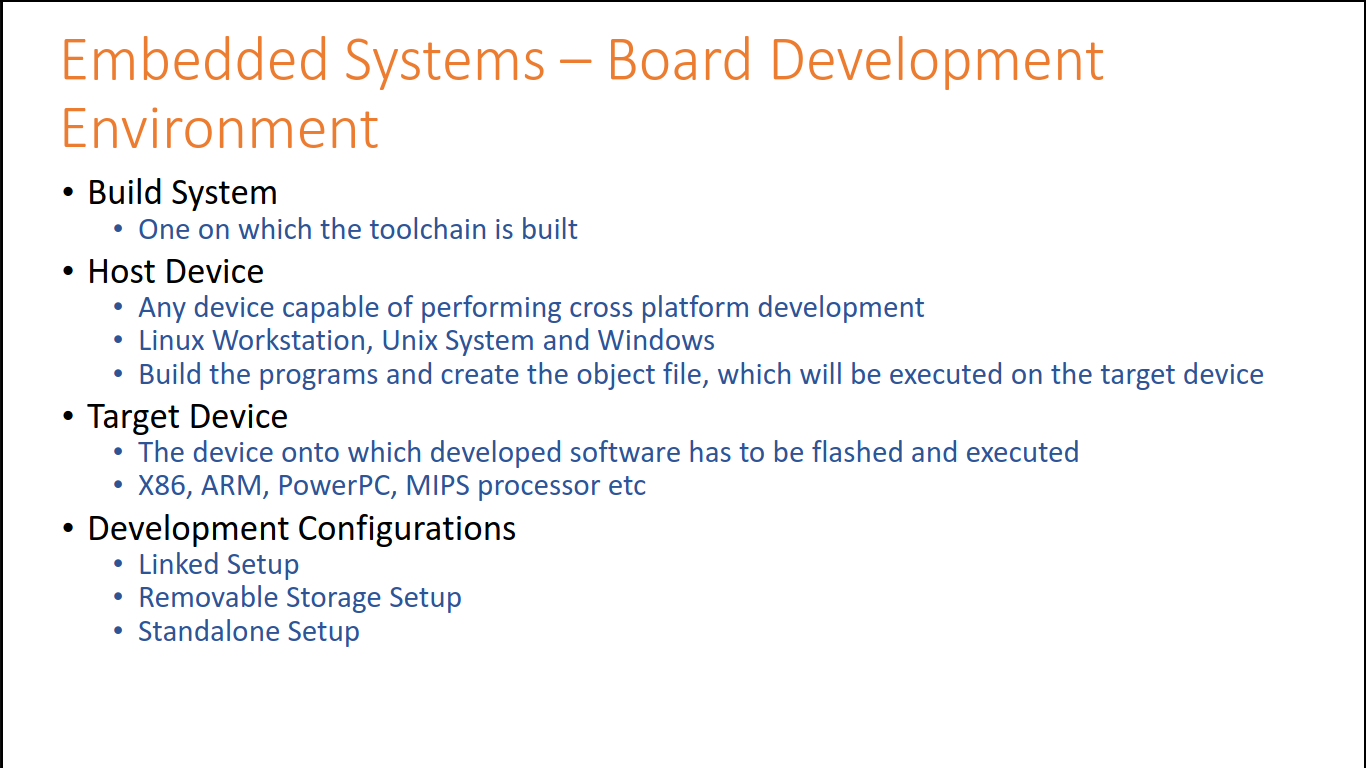 Embedded Systems – Board Development
Environment
• Build System
• One on which the toolchain is built
• Host Device
• Any device capable of performing cross platform development
• Linux Workstation, Unix System and Windows
• Build the programs and create the object file, which will be executed on the target device
• Target Device
• The device onto which developed software has to be flashed and executed
• X86, ARM, PowerPC, MIPS processor etc
• Development Configurations
• Linked Setup
• Removable Storage Setup
• Standalone Setup